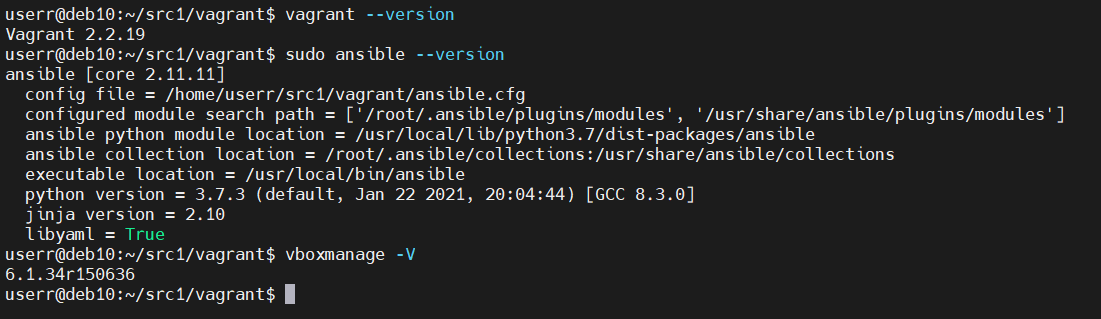 userr@deb10:~/src1/vagrant$ vagrant --version
Vagrant 2.2.19
userr@deb10:~/src1/vagrant$ sudo ansible --version
ansible [core 2.11.11]
  config file = /home/userr/src1/vagrant/ansible.cfg
  configured module search path = ['/root/.ansible/plugins/modules', '/usr/share/ansible/plugins/modules']
  ansible python module location = /usr/local/lib/python3.7/dist-packages/ansible
  ansible collection location = /root/.ansible/collections:/usr/share/ansible/collections
  executable location = /usr/local/bin/ansible
  python version = 3.7.3 (default, Jan 22 2021, 20:04:44) [GCC 8.3.0]
  jinja version = 2.10
  libyaml = True
userr@deb10:~/src1/vagrant$ vboxmanage -V
6.1.34r150636
userr@deb10:~/src1/vagrant$